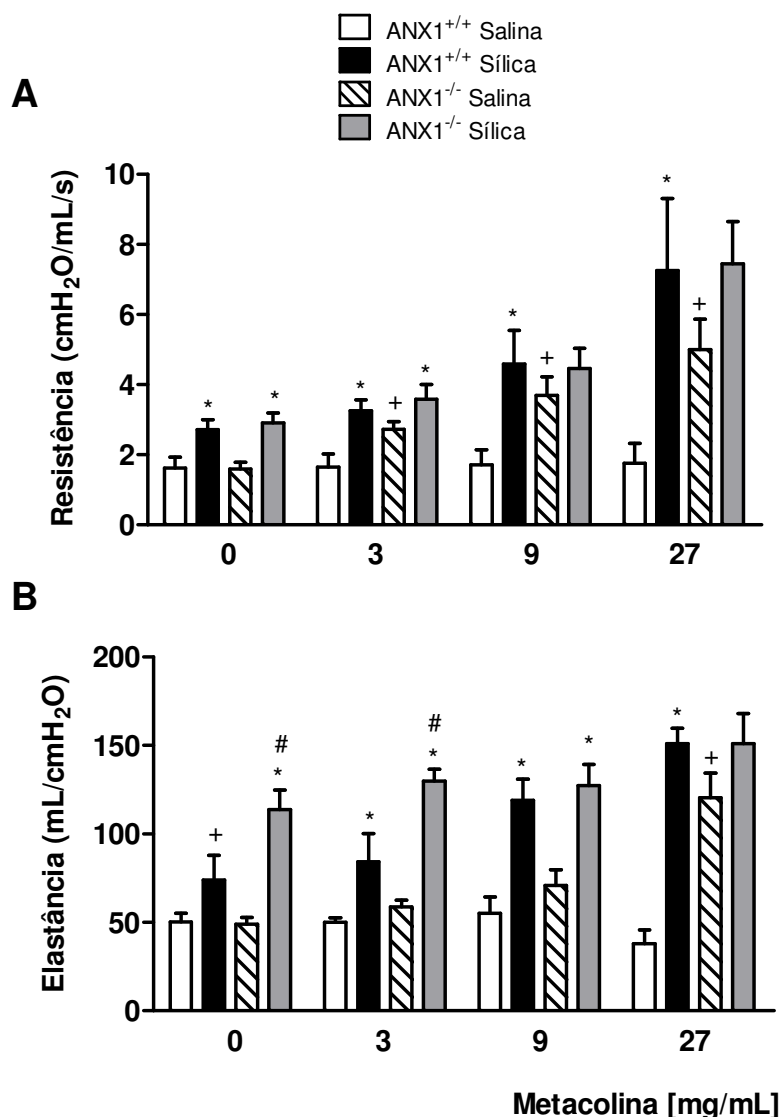 ANX1+/+ Salina
ANX1+/+ Sílica
ANX1-/- Salina
ANX1-/- Sílica
A
Resistência (cmH2O/mL/s)
10
8
6
4
2
0
* * * + * * + * +
0 3 9 27
B
Elastância (mL/cmH2O)
200
150
100
50
0
+ # * * # * * * * +
0 3 9 27
Metacolina [mg/mL]